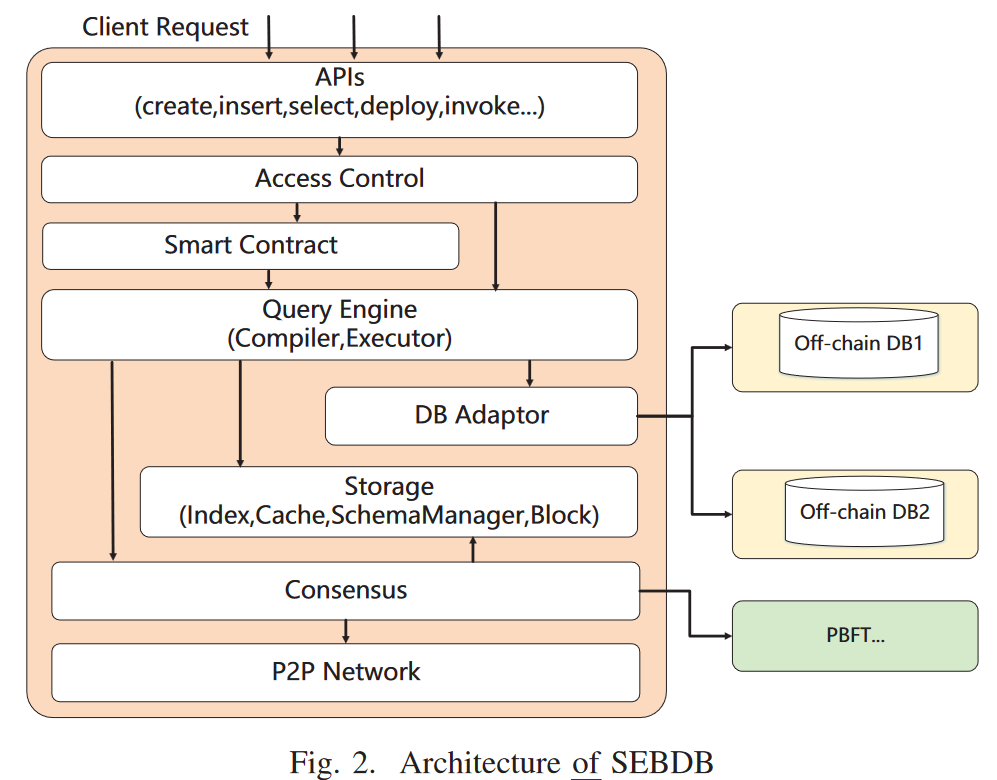 Client Request
APIs
(create,insert,select,deploy,invoke...)
Access Control
Smart Contract
Query Engine
(Compiler,Executor)
Off-chain DB1
DB Adaptor
Storage
(Index,Cache,SchemaManager,Block)
Off-chain DB2
Consensus
PBFT...
P2P Network
Fig. 2. Architecture of SEBDB